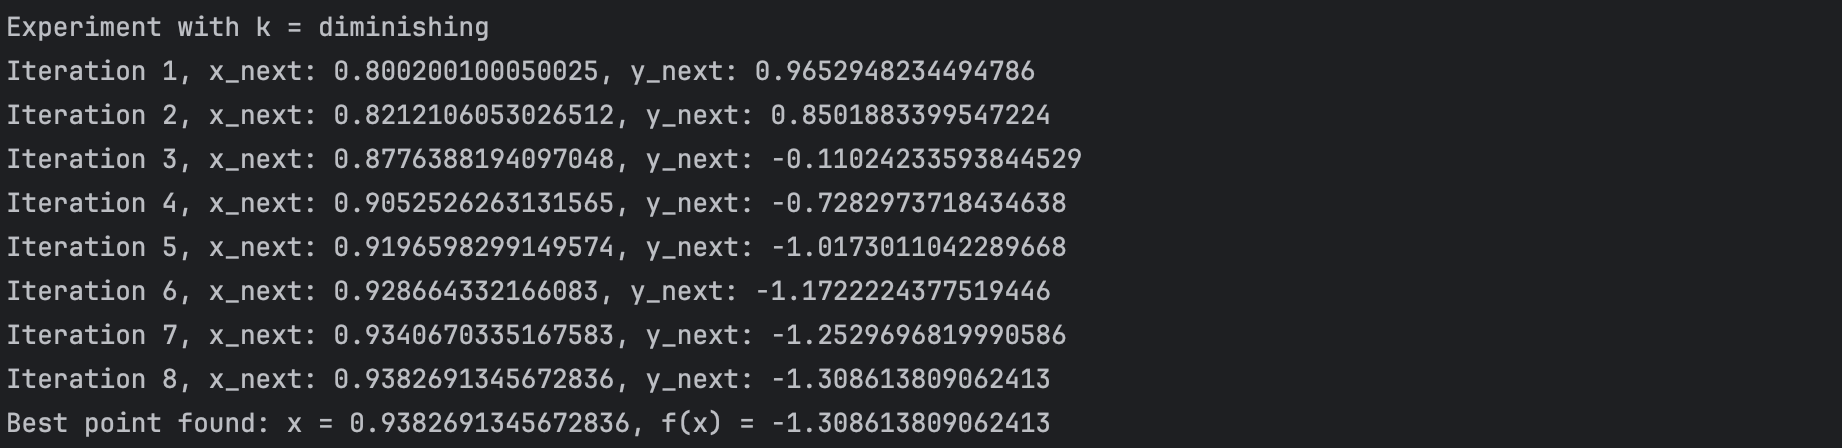 Experiment with k = diminishing
Iteration 1, x_next: 0.800200100050025, y_next: 0.9652948234494786
Iteration 2, x_next: 0.8212106053026512, y_next: 0.8501883399547224
Iteration 3, x_next: 0.8776388194097048, y_next: -0.11024233593844529
Iteration 4, x_next: 0.9052526263131565, y_next: -0.7282973718434638
Iteration 5, x_next: 0.9196598299149574, y_next: -1.0173011042289668
Iteration 6, x_next: 0.928664332166083, y_next: -1.1722224377519446
Iteration 7, x_next: 0.9340670335167583, y_next: -1.2529696819990586
Iteration 8, x_next: 0.9382691345672836, y_next: -1.308613809062413
Best point found: x = 0.9382691345672836, f(x) = -1.308613809062413